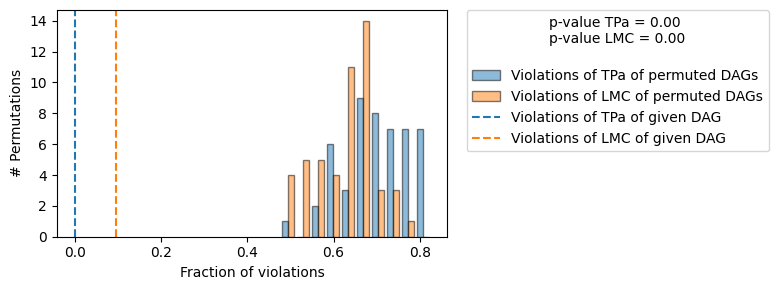 14
12
10
8
6
4
2
0
# Permutations
0.0 0.2 0.4 0.6 0.8
Fraction of violations
p-value TPa = 0.00
p-value LMC = 0.00
Violations of TPa of permuted DAGs
Violations of LMC of permuted DAGs
Violations of TPa of given DAG
Violations of LMC of given DAG